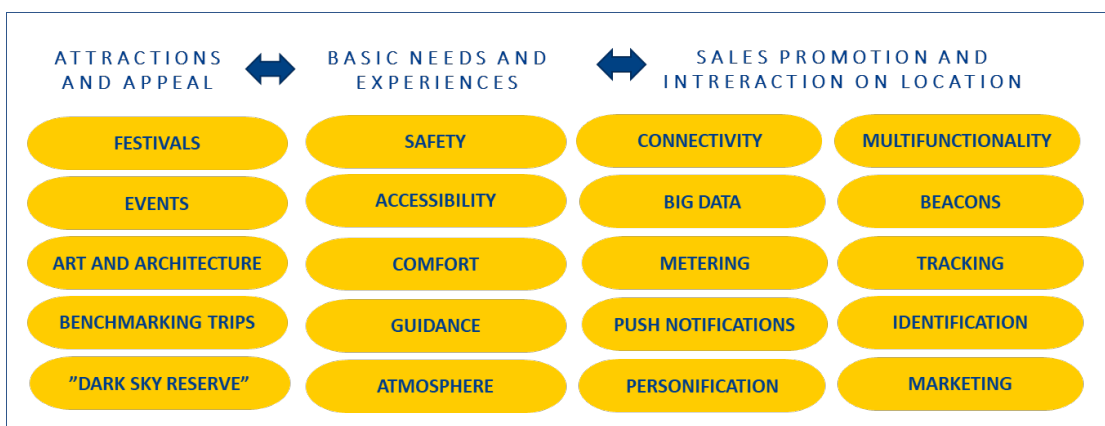 ATTRACTIONS
AND APPEAL
BASIC NEEDS AND
EXPERIENCES
SALES PROMOTION AND
INTRERACTION ON LOCATION
FESTIVALS
EVENTS
ART AND ARCHITECTURE
BENCHMARKING TRIPS
”DARK SKY RESERVE”
SAFETY
ACCESSIBILITY
COMFORT
GUIDANCE
ATMOSPHERE
CONNECTIVITY
BIG DATA
METERING
PUSH NOTIFICATIONS
PERSONIFICATION
MULTIFUNCTIONALITY
BEACONS
TRACKING
IDENTIFICATION
MARKETING